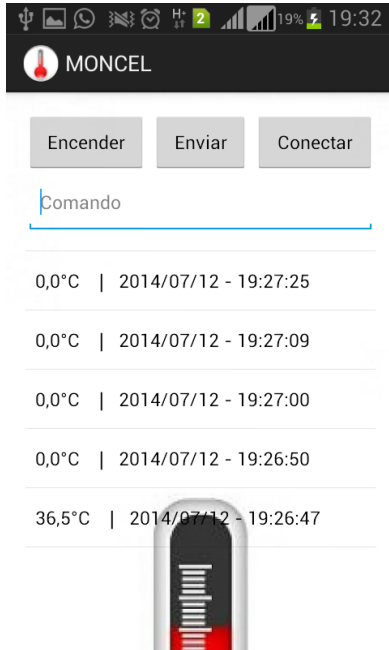 H+ 2 19% 19:32
MONCEL
Encender Enviar Conectar
Comando
0,0°C | 2014/07/12 - 19:27:25
0,0°C | 2014/07/12 - 19:27:09
0,0°C | 2014/07/12 - 19:27:00
0,0°C | 2014/07/12 - 19:26:50
36,5°C | 2014/07/12 - 19:26:47